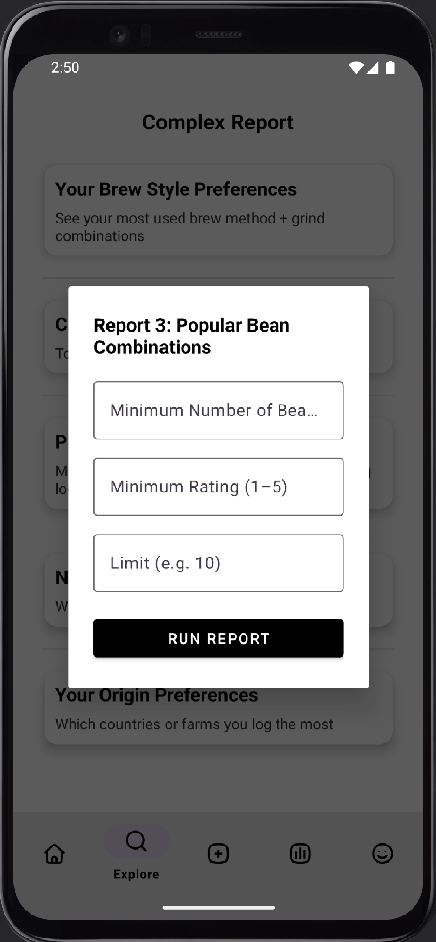 2:50
Complex Report
Your Brew Style Preferences
See your most used brew method + grind
combinations
C
To
P
M
lo
N
W
Report 3: Popular Bean
Combinations
Minimum Number of Bea...
Minimum Rating (1–5)
Limit (e.g. 10)
RUN REPORT
Your Origin Preferences
Which countries or farms you log the most
Explore